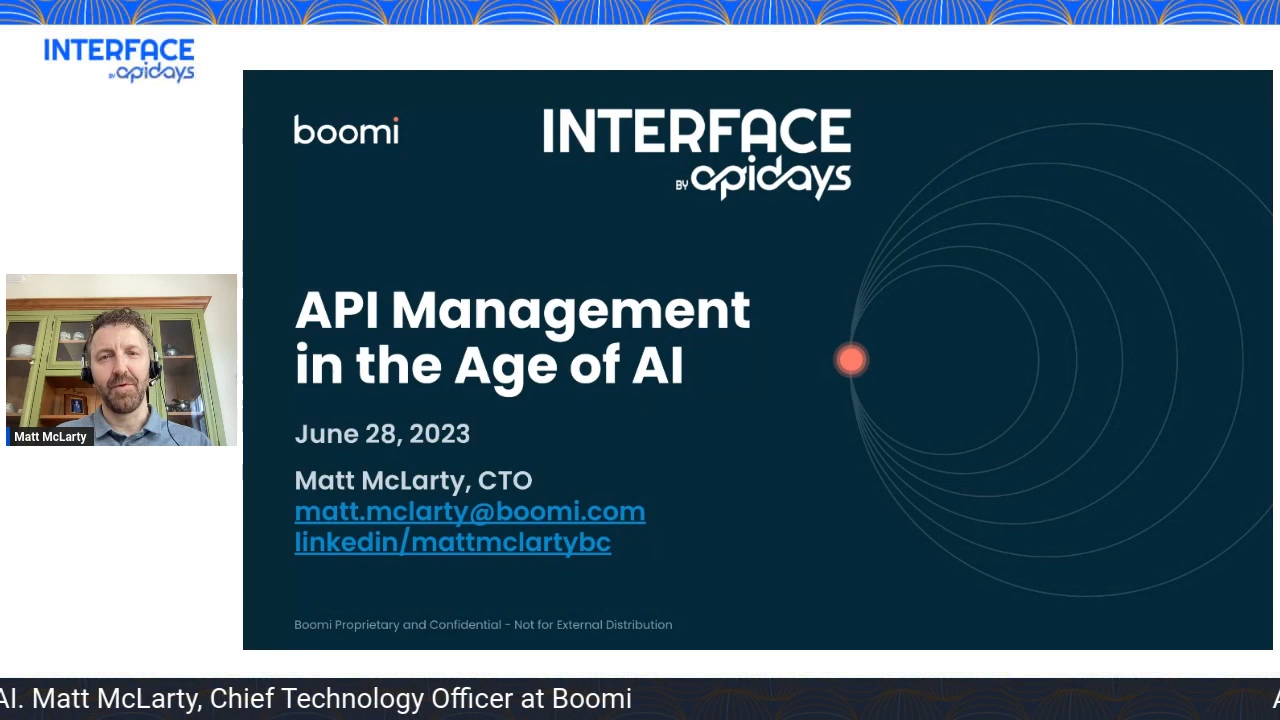 INTERFACE
BY apidays
boomi
INTERFACE
BY apidays
API Management
in the Age of AI
June 28, 2023
Matt McLarty, CTO
matt.mclarty@boomi.com
linkedin/mattmclartybc
Boomi Proprietary and Confidential - Not for External Distribution
Matt McLarty
AI. Matt McLarty, Chief Technology Officer at Boomi